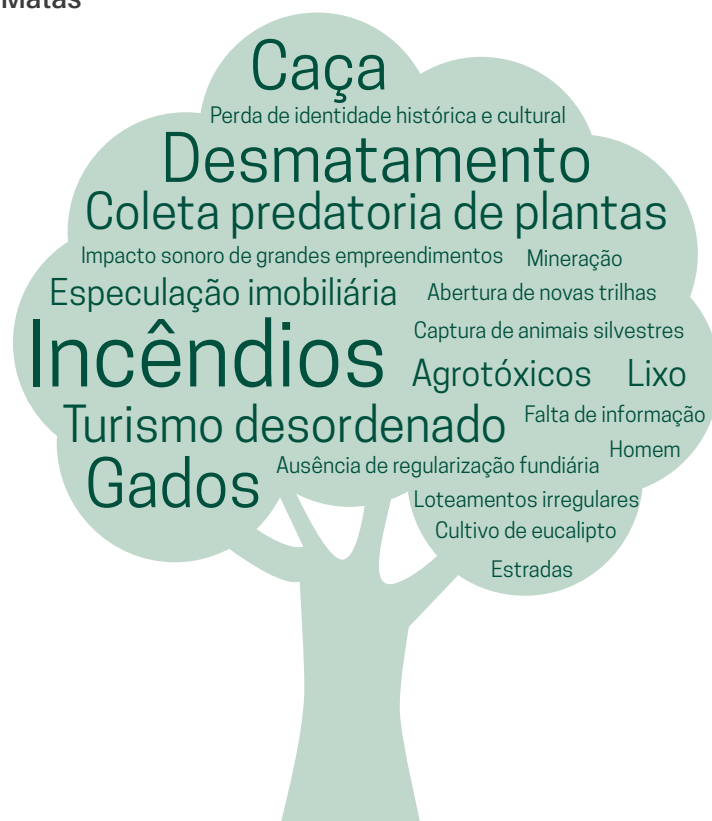 Matas
Caça
Perda de identidade histórica e cultural
Desmatamento
Coleta predatoria de plantas
Impacto sonoro de grandes empreendimentos
Mineração
Especulação imobiliária
Abertura de novas trilhas
Incêndios
Captura de animais silvestres
Agrotóxicos
Lixo
Turismo desordenado
Falta de informação
Homem
Gados
Ausência de regularização fundiária
Loteamentos irregulares
Cultivo de eucalipto
Estradas